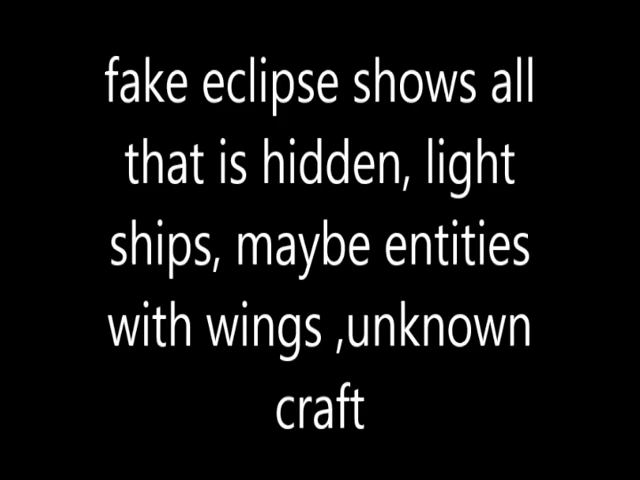 fake eclipse shows all
that is hidden, light
ships, maybe entities
with wings ,unknown
craft